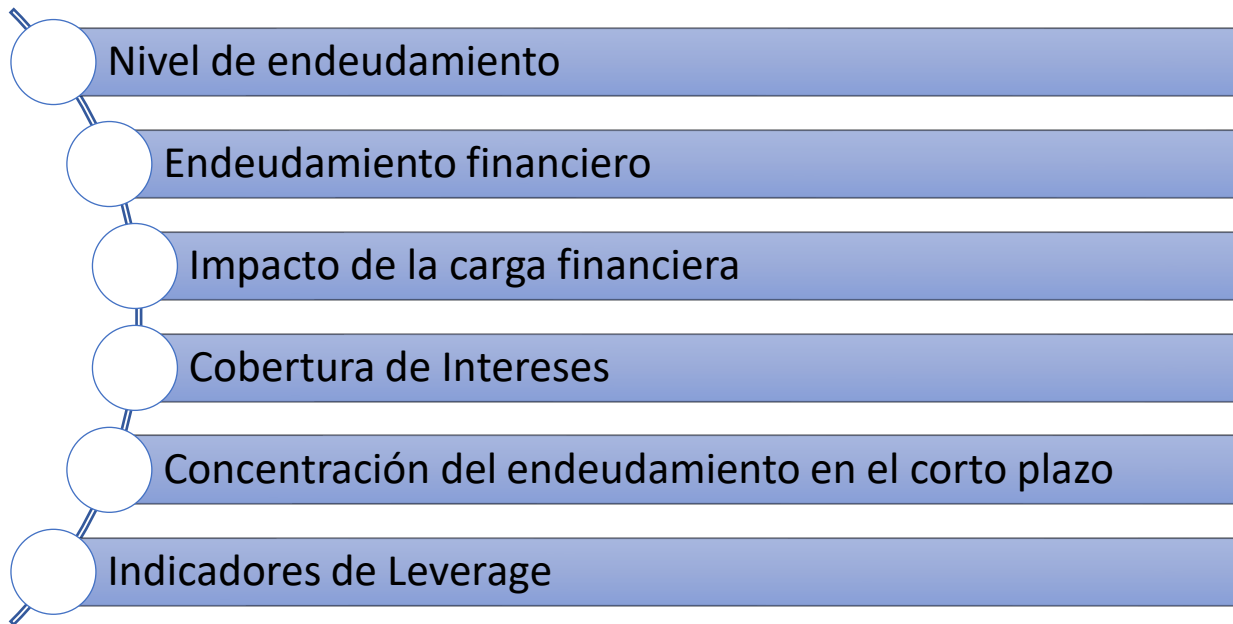 Nivel de endeudamiento
Endeudamiento financiero
Impacto de la carga financiera
Cobertura de Intereses
Concentración del endeudamiento en el corto plazo
Indicadores de Leverage